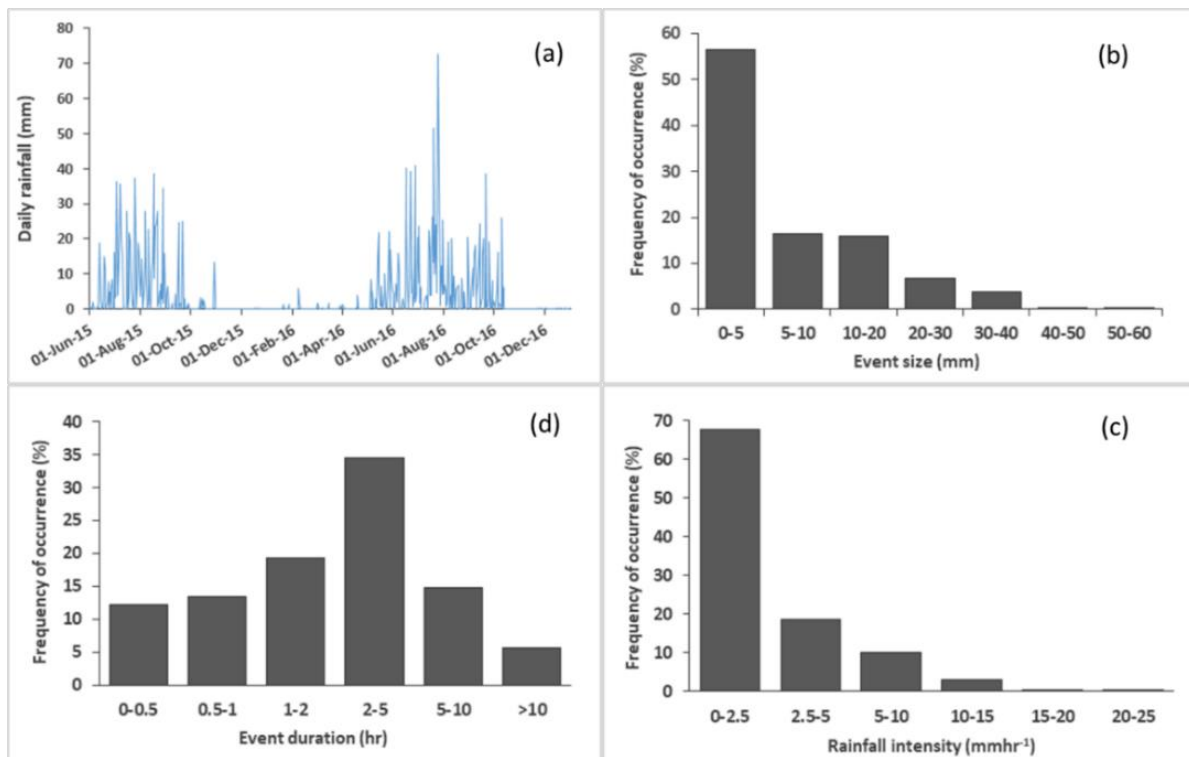 (a)
Daily rainfall (mm)
80
70
60
50
40
30
20
10
0
01-Jun-15
01-Aug-15
01-Oct-15
01-Dec-15
01-Feb-16
01-Apr-16
01-Jun-16
01-Aug-16
01-Oct-16
01-Dec-16
(b)
Frequency of occurrence (%)
60
50
40
30
20
10
0
0-5 5-10 10-20 20-30 30-40 40-50 50-60
Event size (mm)
(d)
Frequency of occurrence (%)
40
35
30
25
20
15
10
5
0
0-0.5 0.5-1 1-2 2-5 5-10 >10
Event duration (hr)
(c)
Frequency of occurrence (%)
70
60
50
40
30
20
10
0
0-2.5 2.5-5 5-10 10-15 15-20 20-25
Rainfall intensity (mmhr⁻¹)